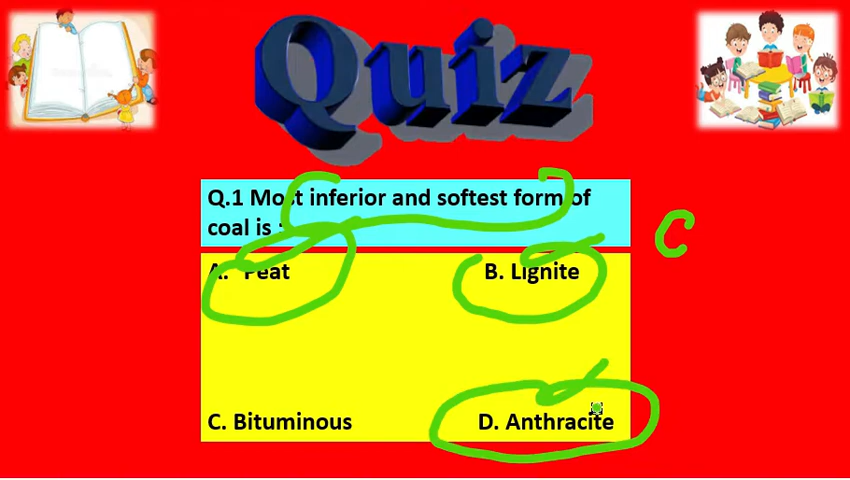 Quiz
Q.1 Most inferior and softest form of
coal is :
A. Peat
B. Lignite
C. Bituminous
D. Anthracite
C